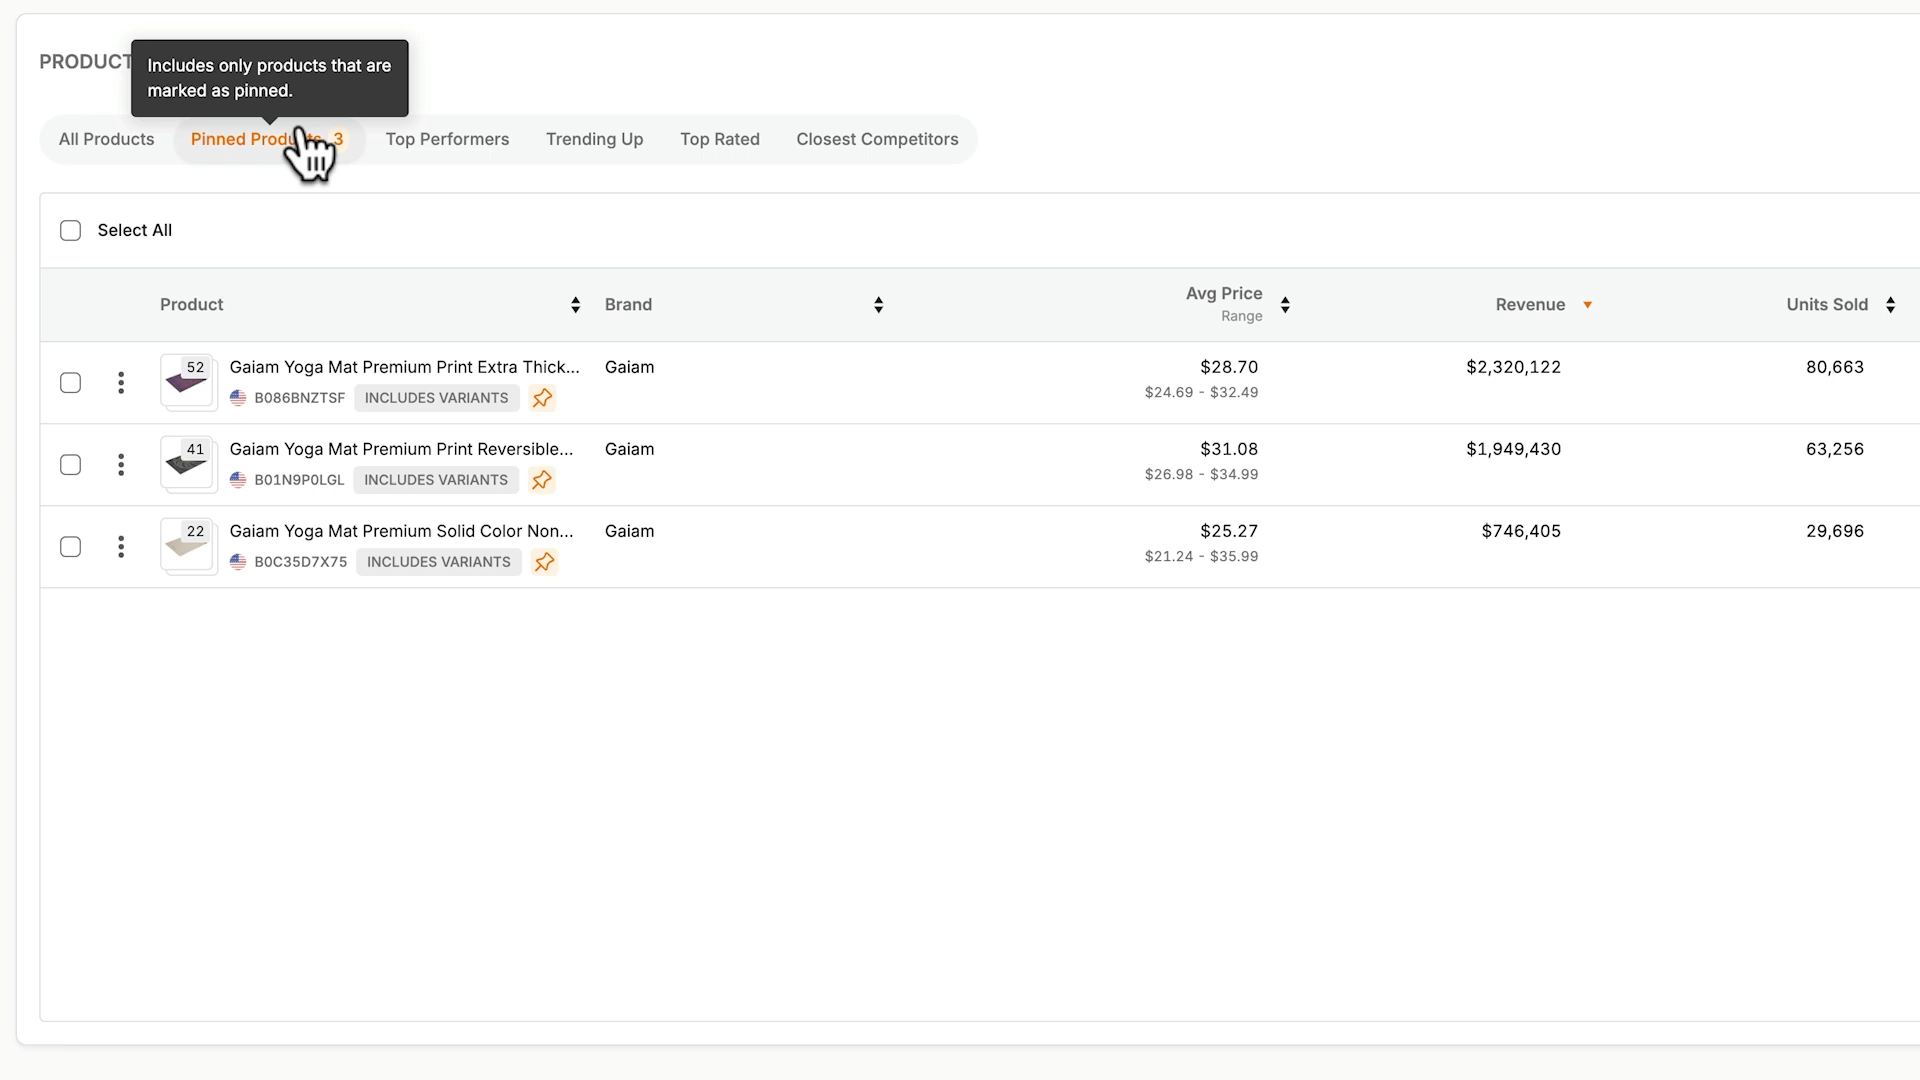 PRODUCT
Includes only products that are
marked as pinned.
All Products
Pinned Products 3
Top Performers
Trending Up
Top Rated
Closest Competitors
Select All
Product
Brand
Avg Price
Range
Revenue
Units Sold
52
Gaiam Yoga Mat Premium Print Extra Thick...
B086BNZTSF
INCLUDES VARIANTS
Gaiam
$28.70
$24.69 - $32.49
$2,320,122
80,663
41
Gaiam Yoga Mat Premium Print Reversible...
B01N9P0LGL
INCLUDES VARIANTS
Gaiam
$31.08
$26.98 - $34.99
$1,949,430
63,256
22
Gaiam Yoga Mat Premium Solid Color Non...
B0C35D7X75
INCLUDES VARIANTS
Gaiam
$25.27
$21.24 - $35.99
$746,405
29,696